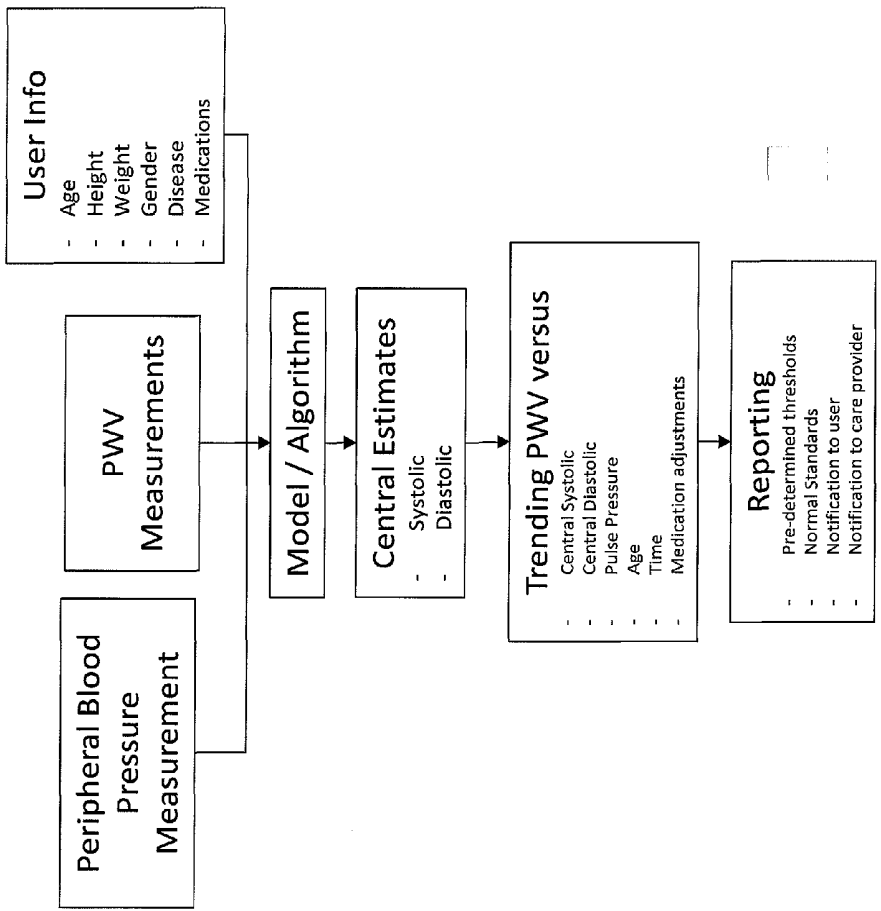 Peripheral Blood
Pressure
Measurement
PWV
Measurements
User Info
- Age
- Height
- Weight
- Gender
- Disease
- Medications
Model / Algorithm
Central Estimates
- Systolic
- Diastolic
Trending PWV versus
- Central Systolic
- Central Diastolic
- Pulse Pressure
- Age
- Time
- Medication adjustments
Reporting
- Pre-determined thresholds
- Normal Standards
- Notification to user
- Notification to care provider